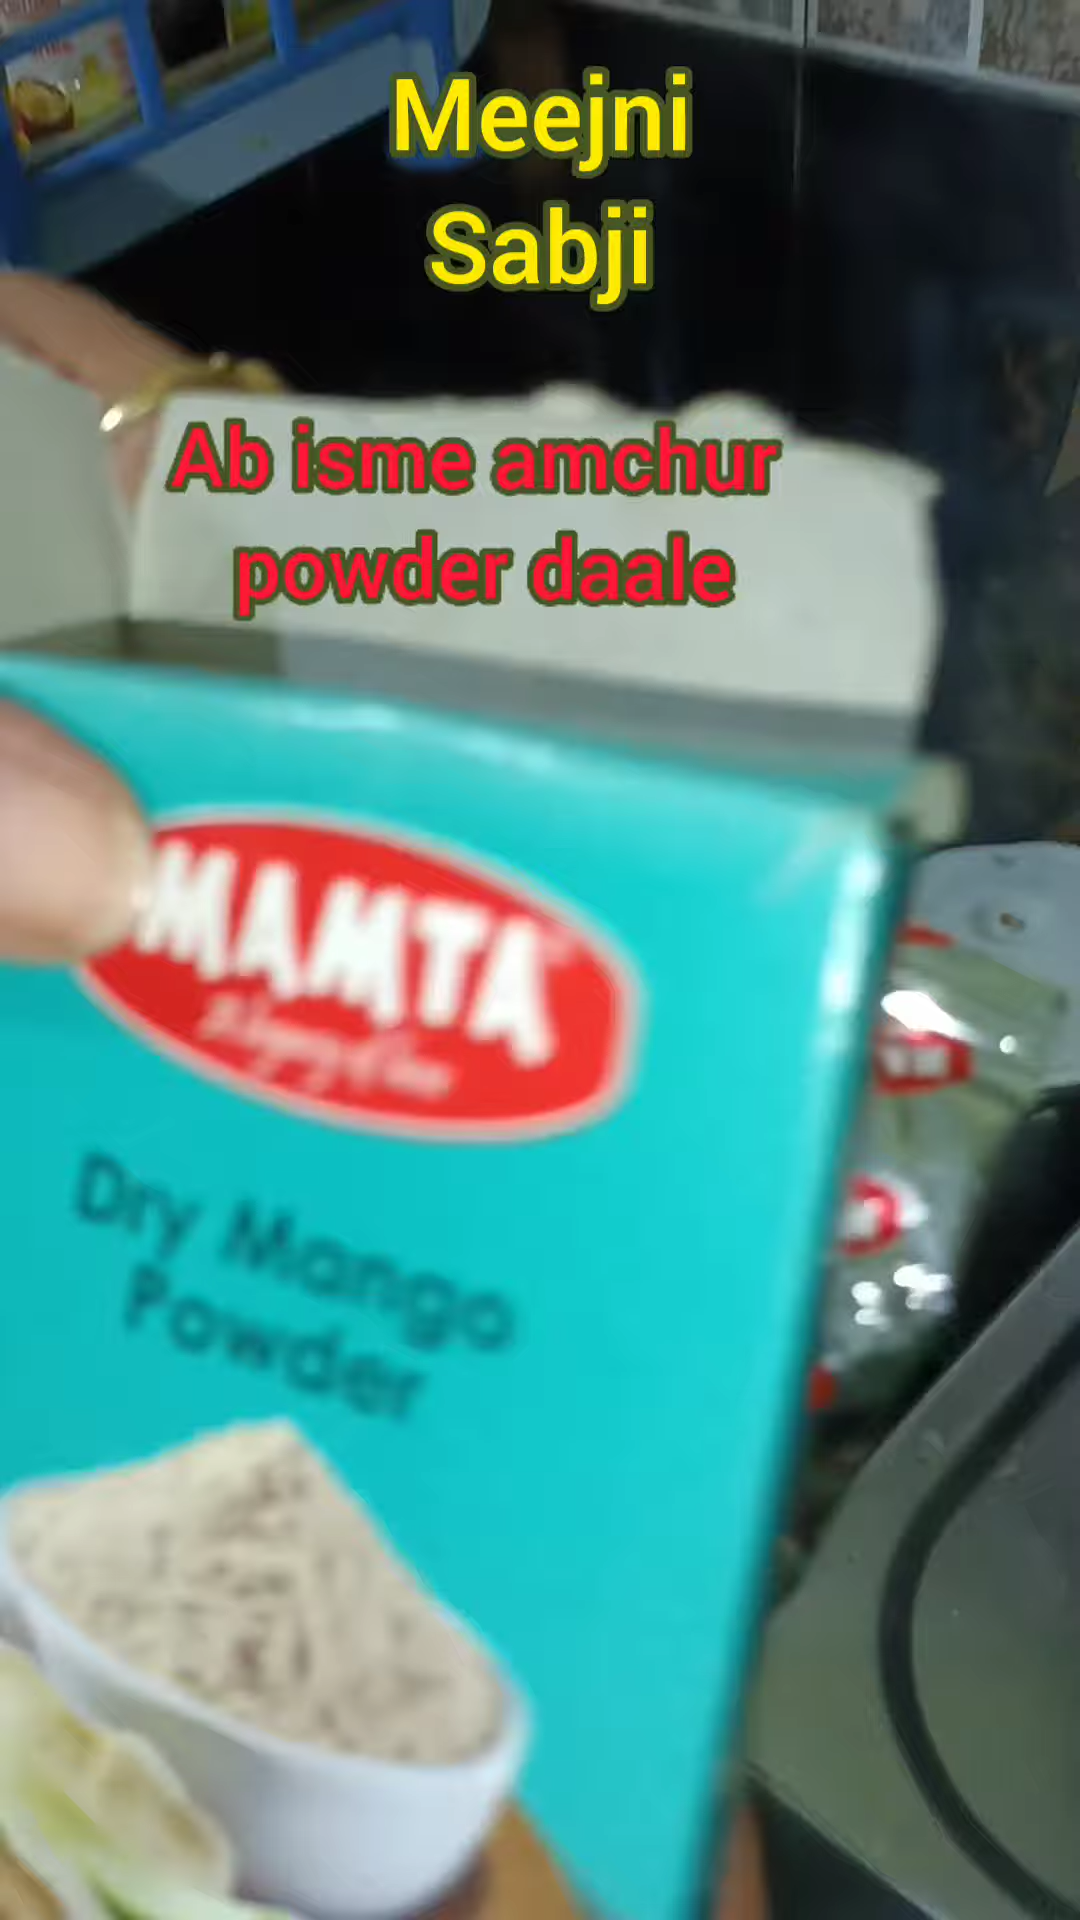 Meejni
Sabji
Ab isme amchur
powder daale
MAMTA
Dry Mango
Powder